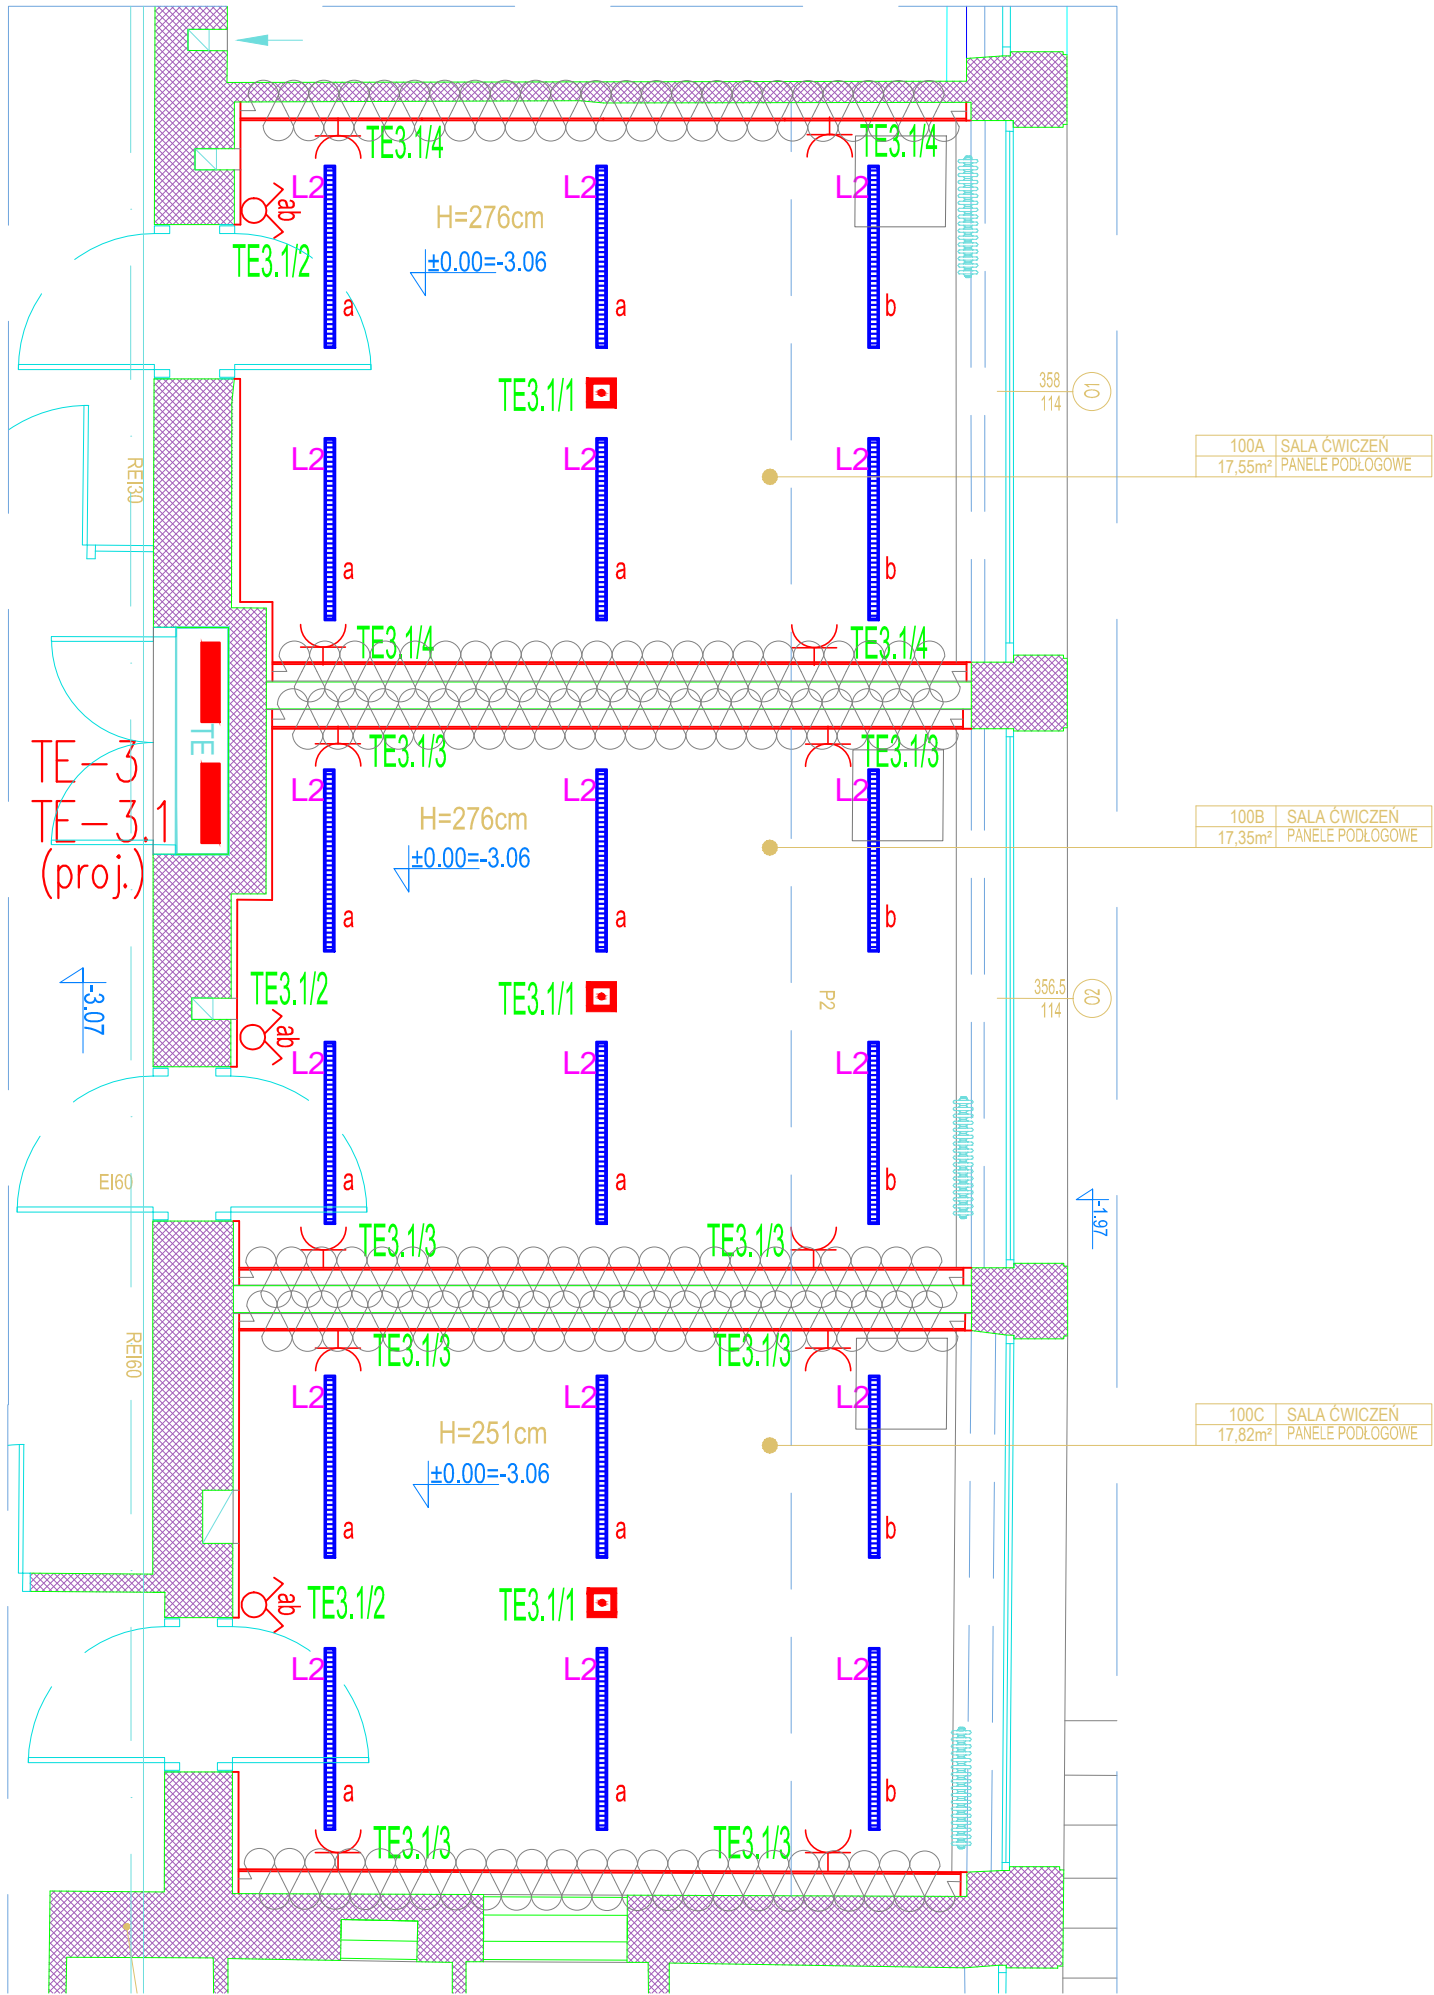 TE3.1/4
TE3.1/4
L2
L2
L2
ab
H=276cm
±0.00=-3.06
TE3.1/2
a
a
b
TE3.1/1
358
114
01
100A SALA ĆWICZEŃ
17,55m² PANELE PODŁOGOWE
L2
L2
L2
REI30
a
a
b
TE3.1/4
TE3.1/4
TE
TE-3
TE-3.1
(proj.)
TE3.1/3
TE3.1/3
L2
L2
L2
H=276cm
±0.00=-3.06
100B SALA ĆWICZEŃ
17,35m² PANELE PODŁOGOWE
a
a
b
TE3.1/2
TE3.1/1
P2
356.5
114
02
-3.07
ab
L2
L2
L2
EI60
a
a
b
-1.97
TE3.1/3
TE3.1/3
REI60
TE3.1/3
TE3.1/3
L2
L2
L2
H=251cm
±0.00=-3.06
100C SALA ĆWICZEŃ
17,82m² PANELE PODŁOGOWE
a
a
b
ab
TE3.1/2
TE3.1/1
L2
L2
L2
a
a
b
TE3.1/3
TE3.1/3